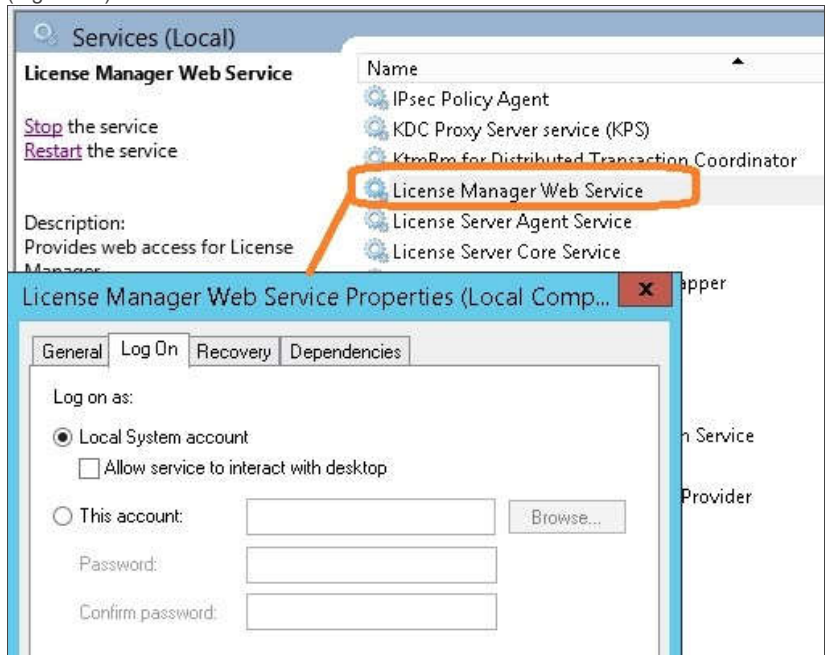 Services (Local)
License Manager Web Service
Stop the service
Restart the service
Description:
Provides web access for License
Manager
Name
IPsec Policy Agent
KDC Proxy Server service (KPS)
KtmRm for Distributed Transaction Coordinator
License Manager Web Service
License Server Agent Service
License Server Core Service
apper
n Service
Provider
License Manager Web Service Properties (Local Comp...
x
General
Log On
Recovery
Dependencies
Log on as:
Local System account
Allow service to interact with desktop
This account:
Browse...
Password:
Confirm password: